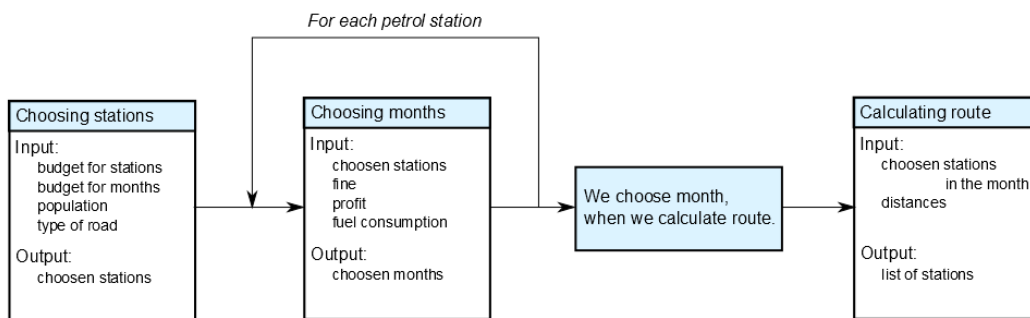 For each petrol station
Choosing stations
Input:
budget for stations
budget for months
population
type of road
Output:
choosen stations
Choosing months
Input:
choosen stations
fine
profit
fuel consumption
Output:
choosen months
We choose month,
when we calculate route.
Calculating route
Input:
choosen stations
in the month
distances
Output:
list of stations